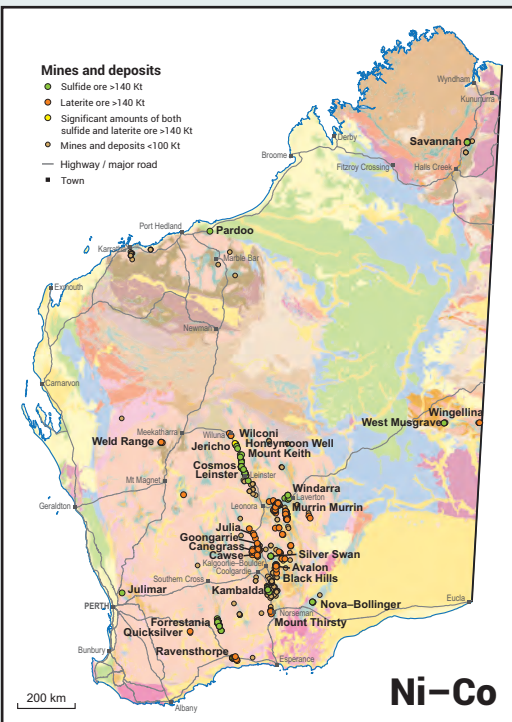 Mines and deposits
Sulfide ore >140 Kt
Laterite ore >140 Kt
Significant amounts of both
sulfide and laterite ore >140 Kt
Mines and deposits <100 Kt
Highway / major road
Town
Wyndham
Kununurra
Savannah
Derby
Broome
Fitzroy Crossing
Halls Creek
Port Hedland
Pardoo
Karratha
Marble Bar
Exmouth
Newman
Carnarvon
Wingellina
West Musgrave
Meekatharra
Wiluna
Wilconi
Weld Range
Jericho
Honeymoon Well
Mount Keith
Cosmos
Leinster
Leinster
Mt Magnet
Windarra
Laverton
Leonora
Murrin Murrin
Geraldton
Julia
Goongarrie
Canegrass
Cawse
Silver Swan
Kalgoorlie–Boulder
Avalon
Coolgardie
Black Hills
Southern Cross
Julimar
Kambalda
Nova–Bollinger
Eucla
PERTH
Norseman
Forrestania
Mount Thirsty
Quicksilver
Bunbury
Ravensthorpe
Esperance
Albany
200 km
Ni–Co